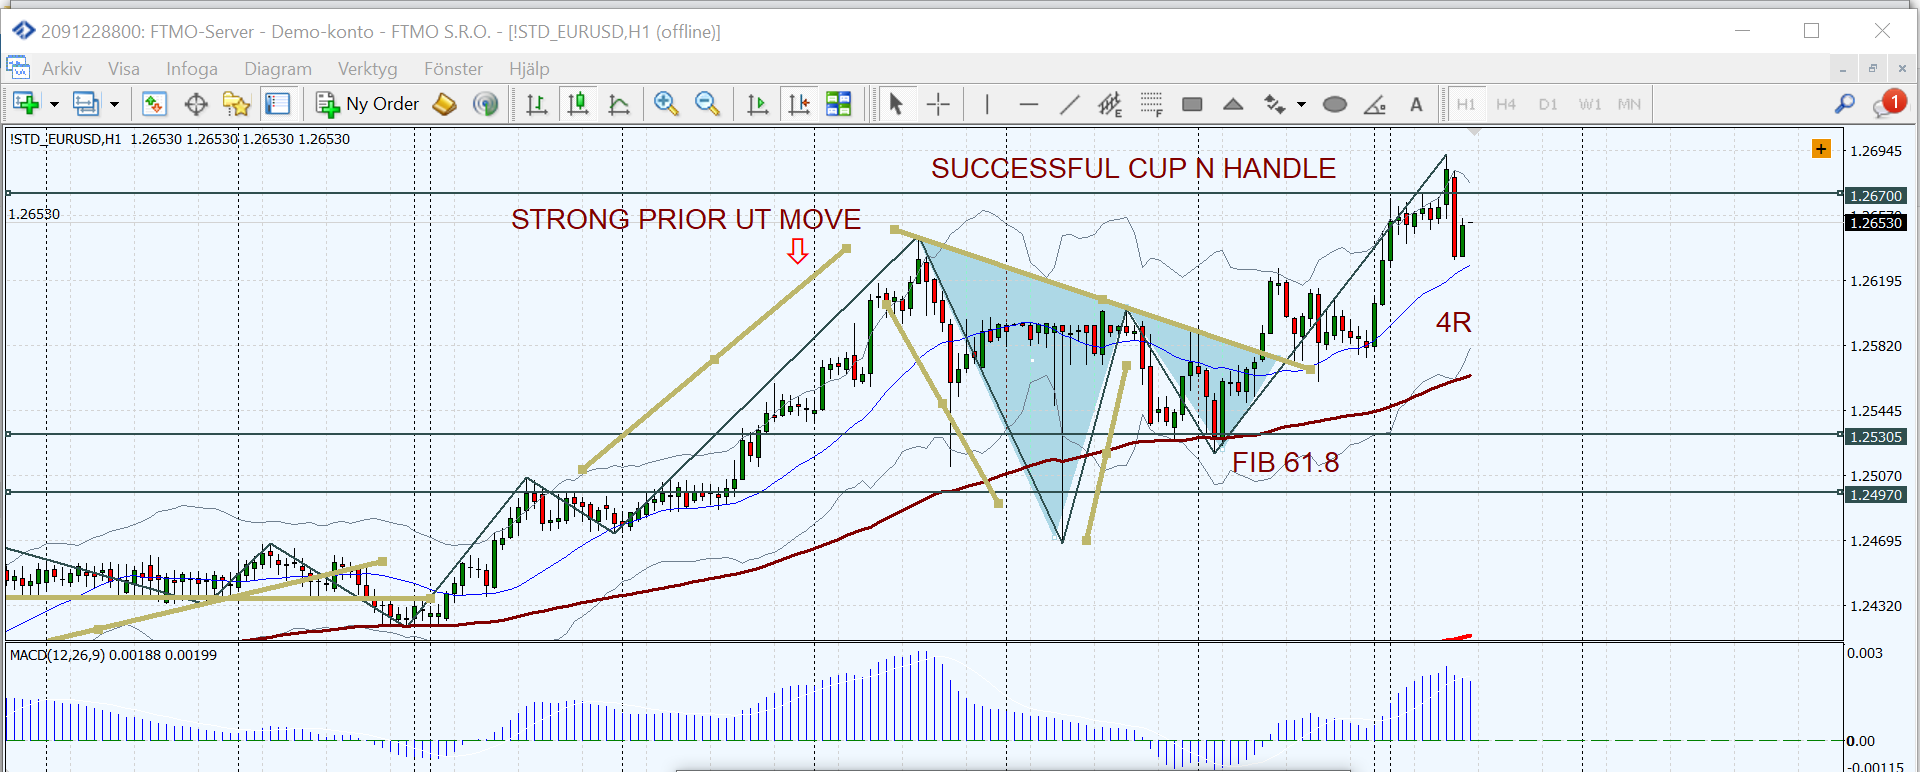 2091228800: FTMO-Server - Demo-konto - FTMO S.R.O. - [!STD_EURUSD,H1 (offline)]
Arkiv Visa Infoga Diagram Verktyg Fönster Hjälp
Ny Order E F A H1 H4 D1 W1 MN 1
!STD_EURUSD,H1 1.26530 1.26530 1.26530 1.26530
1.26945
SUCCESSFUL CUP N HANDLE
1.26700
1.26530
STRONG PRIOR UT MOVE
1.26530
1.26195
4R
1.25820
1.25445
1.25305
FIB 61.8
1.25070
1.24970
1.24695
1.24320
MACD(12,26,9) 0.00188 0.00199
0.003
0.00
-0.00115